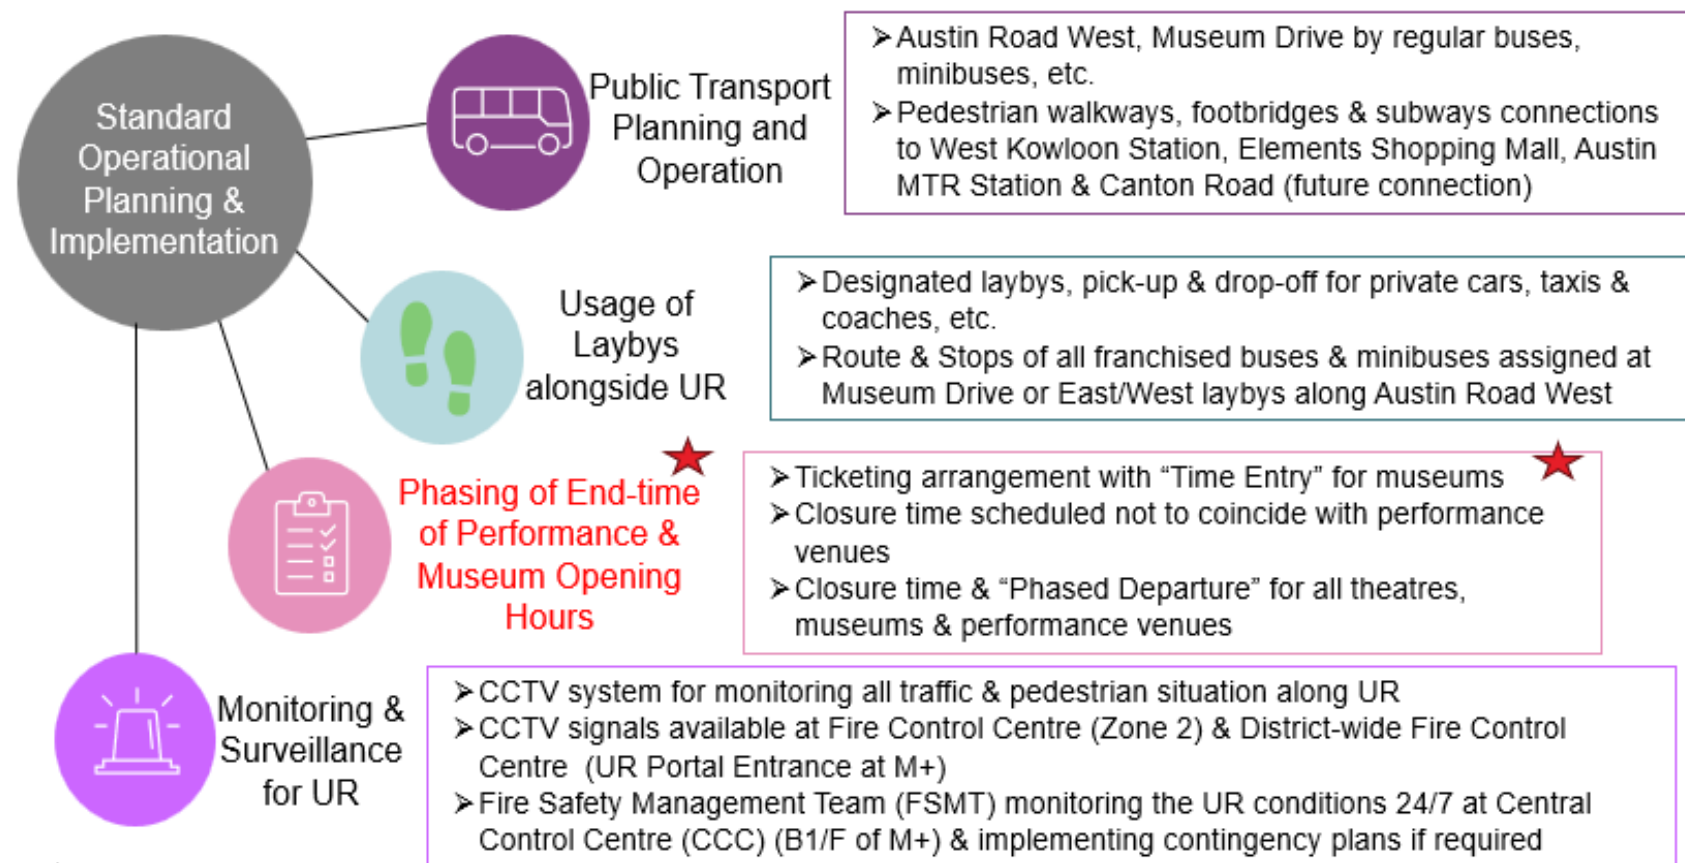 Standard
Operational
Planning &
Implementation
Public Transport
Planning and
Operation
➢Austin Road West, Museum Drive by regular buses,
minibuses, etc.
➢Pedestrian walkways, footbridges & subways connections
to West Kowloon Station, Elements Shopping Mall, Austin
MTR Station & Canton Road (future connection)
Usage of
Laybys
alongside UR
➢Designated laybys, pick-up & drop-off for private cars, taxis &
coaches, etc.
➢Route & Stops of all franchised buses & minibuses assigned at
Museum Drive or East/West laybys along Austin Road West
Phasing of End-time
of Performance &
Museum Opening
Hours
➢Ticketing arrangement with “Time Entry” for museums
➢Closure time scheduled not to coincide with performance
venues
➢Closure time & “Phased Departure” for all theatres,
museums & performance venues
Monitoring &
Surveillance
for UR
➢CCTV system for monitoring all traffic & pedestrian situation along UR
➢CCTV signals available at Fire Control Centre (Zone 2) & District-wide Fire Control
Centre (UR Portal Entrance at M+)
➢Fire Safety Management Team (FSMT) monitoring the UR conditions 24/7 at Central
Control Centre (CCC) (B1/F of M+) & implementing contingency plans if required